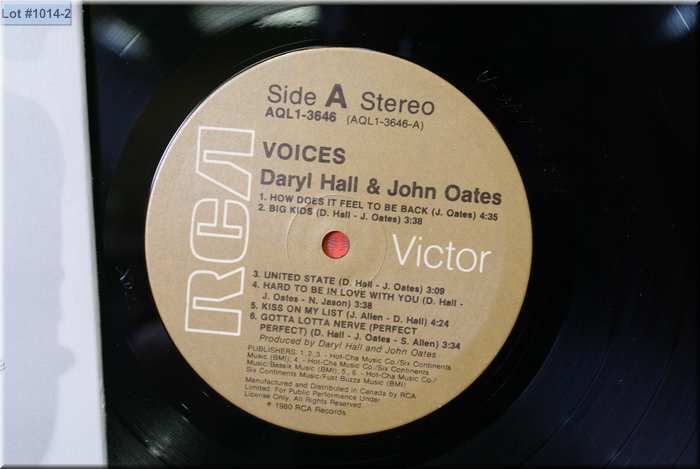 Lot #1014-2
Side A Stereo
AQL1-3646 (AQL1-3646-A)
VOICES
Daryl Hall & John Oates
1. HOW DOES IT FEEL TO BE BACK (J. Oates) 4:35
2. BIG KIDS (D. Hall - J. Oates) 3:38
RCA
Victor
3. UNITED STATE (D. Hall - J. Oates) 3:09
4. HARD TO BE IN LOVE WITH YOU (D. Hall -
J. Oates - N. Jason) 3:38
5. KISS ON MY LIST (J. Allen - D. Hall) 4:24
6. GOTTA LOTTA NERVE (PERFECT
PERFECT) (D. Hall - J. Oates - S. Allen) 3:34
Produced by Daryl Hall and John Oates
PUBLISHERS: 1, 2, 3, - Hot-Cha Music Co./Six Continents
Music (BMI); 4, - Hot-Cha Music Co./Six Continents
Music/Bessik Music (BMI); 5, 6, - Hot-Cha Music Co./
Six Continents Music/Fust Buzza Music (BMI)
Manufactured and Distributed in Canada by RCA
Limited. For Public Performance Under
License Only. All Rights Reserved.
℗ 1980 RCA Records